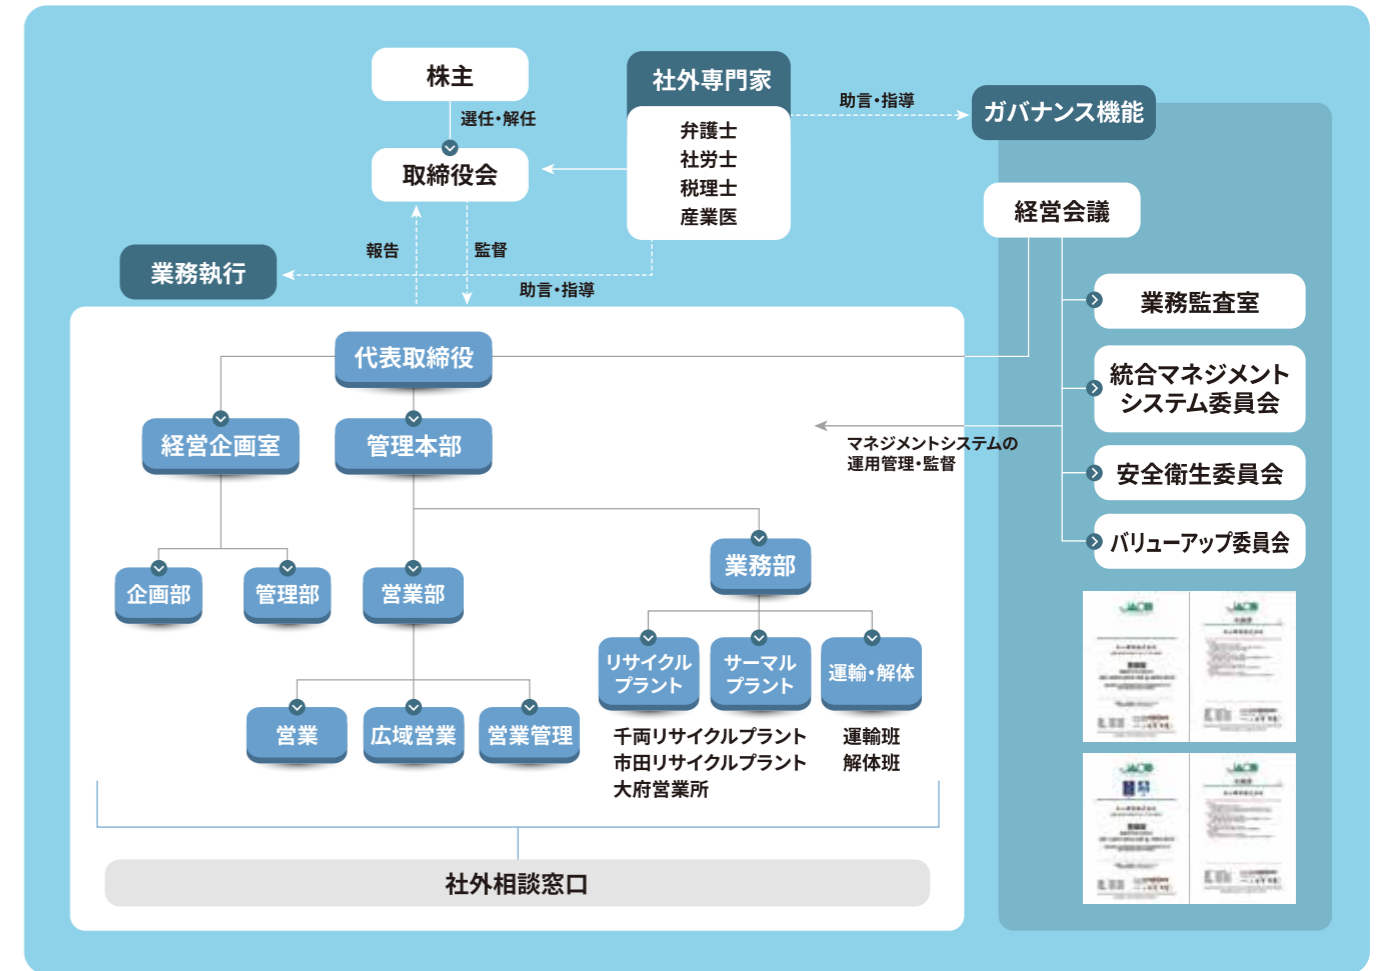 株主
選任・解任
取締役会
社外専門家
弁護士
社労士
税理士
産業医
助言・指導
ガバナンス機能
経営会議
報告
監督
業務執行
助言・指導
業務監査室
統合マネジメント
システム委員会
安全衛生委員会
バリューアップ委員会
代表取締役
経営企画室
管理本部
マネジメントシステムの
運用管理・監督
企画部
管理部
営業部
業務部
営業
広域営業
営業管理
リサイクル
プラント
サーマル
プラント
運輸・解体
千両リサイクルプラント
市田リサイクルプラント
大府営業所
運輸班
解体班
社外相談窓口